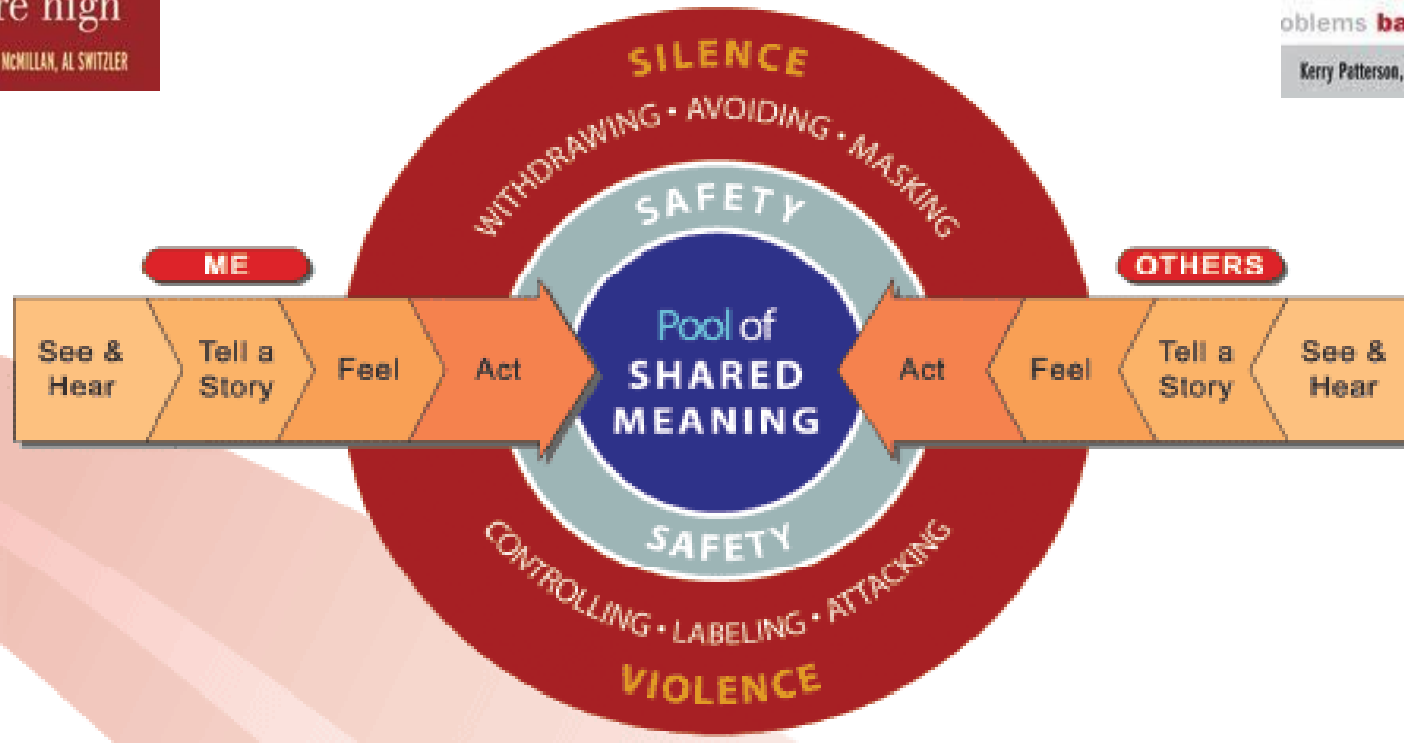 re high
McMILLAN, AL SWITZLER
oblems ba
Kerry Patterson,
SILENCE
WITHDRAWING • AVOIDING • MASKING
SAFETY
ME
OTHERS
See &
Hear
Tell a
Story
Feel
Act
Pool of
SHARED
MEANING
Act
Feel
Tell a
Story
See &
Hear
SAFETY
CONTROLLING • LABELING • ATTACKING
VIOLENCE